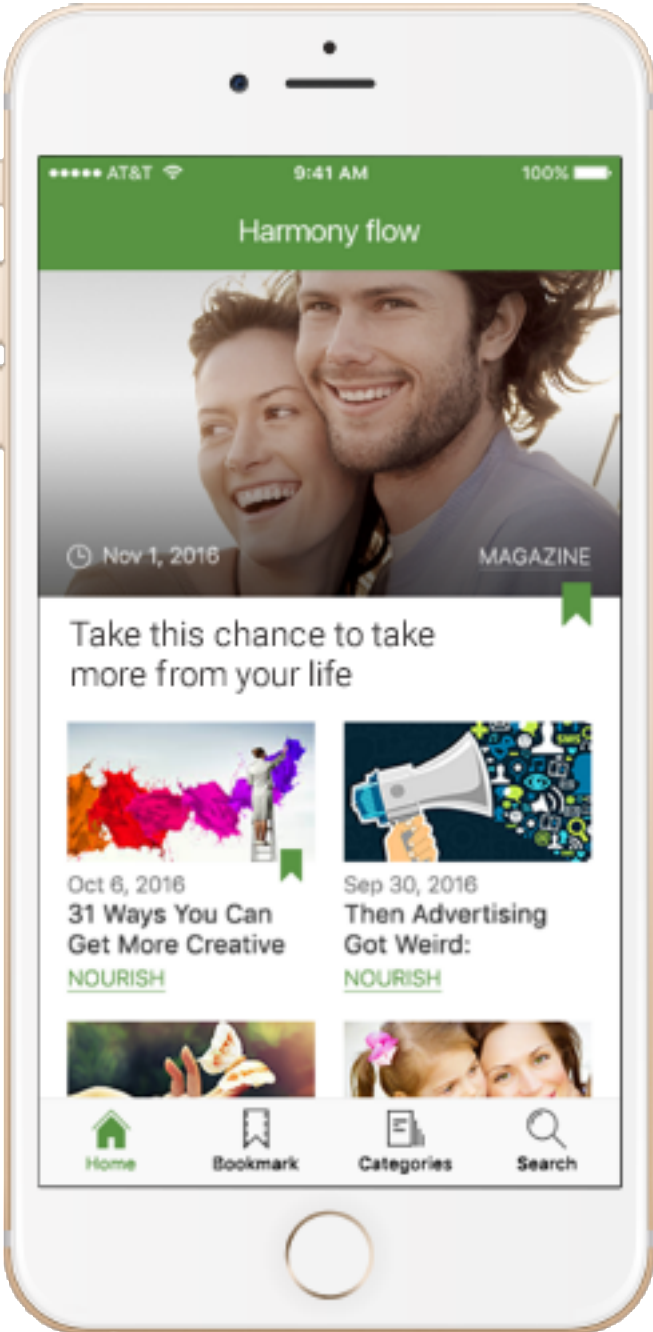 AT&T 9:41 AM 100%
Harmony flow
Nov 1, 2016 MAGAZINE
Take this chance to take
more from your life
Oct 6, 2016
31 Ways You Can
Get More Creative
NOURISH
Sep 30, 2016
Then Advertising
Got Weird:
NOURISH
Home Bookmark Categories Search